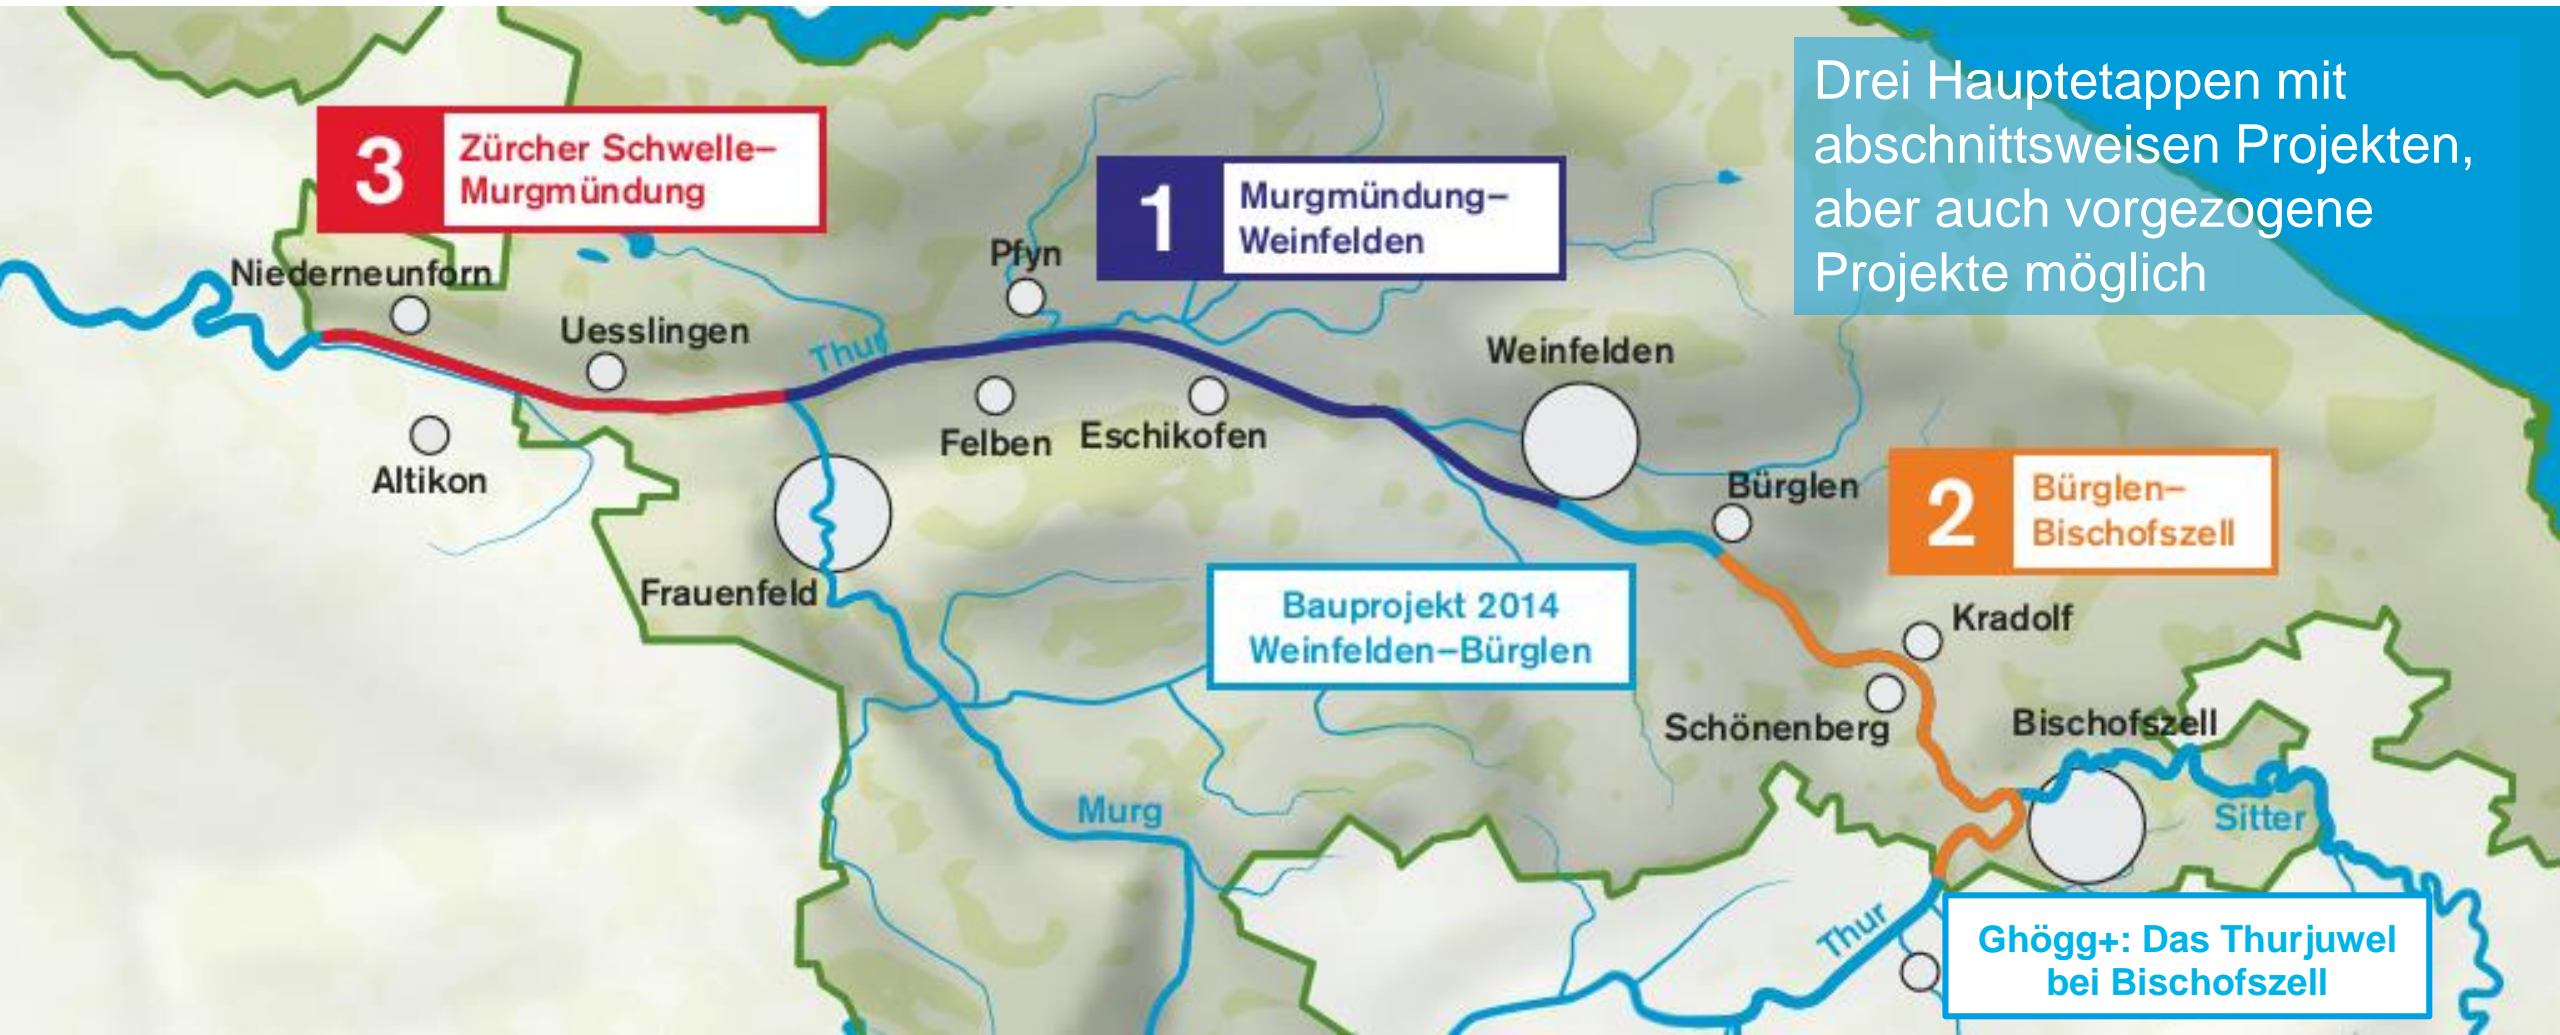 Drei Hauptetappen mit
abschnittsweisen Projekten,
aber auch vorgezogene
Projekte möglich
3
Zürcher Schwelle–
Murgmündung
1
Murgmündung–
Weinfelden
Pfyn
Niederneunforn
Uesslingen
Thur
Weinfelden
Felben
Eschikofen
Altikon
Bürglen
2
Bürglen–
Bischofszell
Frauenfeld
Bauprojekt 2014
Weinfelden–Bürglen
Kradolf
Schönenberg
Bischofszell
Murg
Sitter
Thur
Ghögg+: Das Thurjuwel
bei Bischofszell